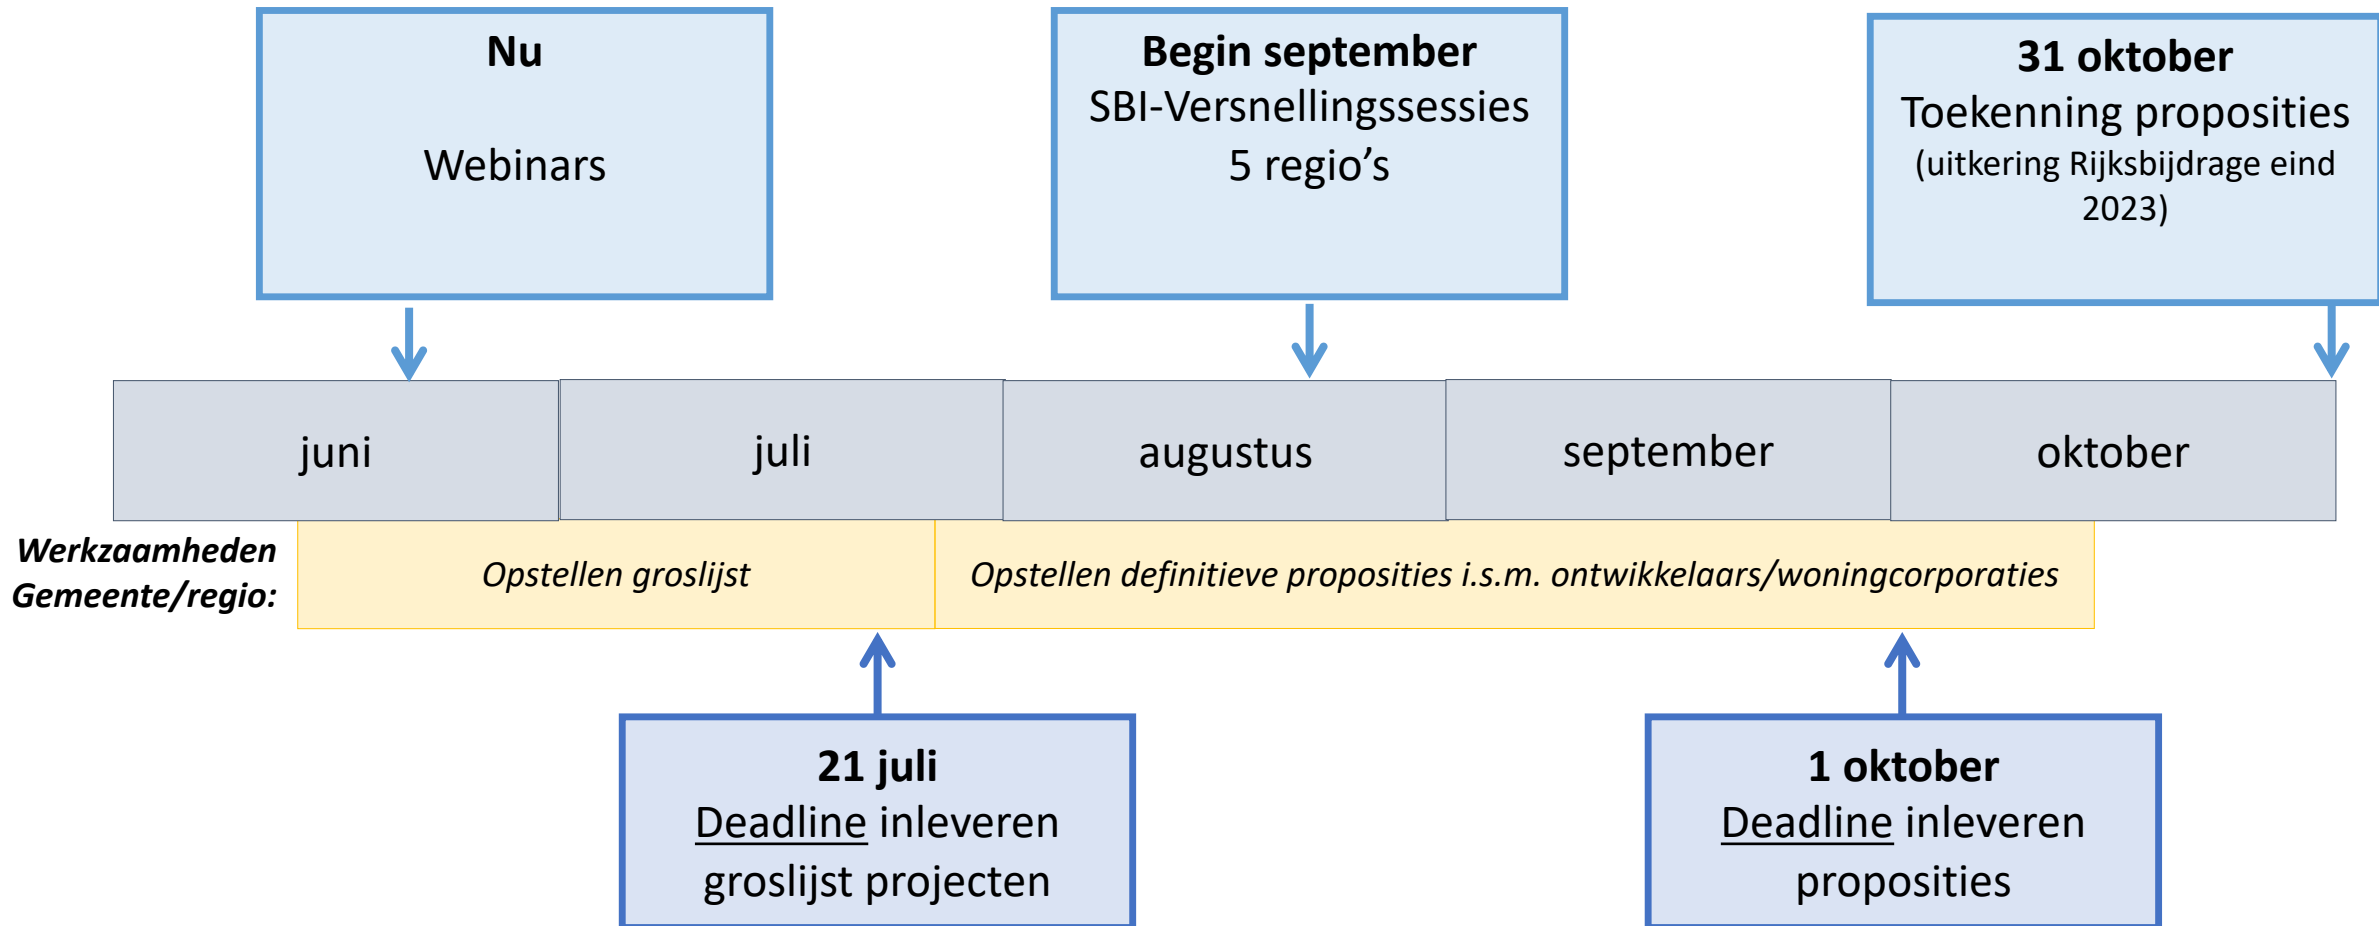 Nu
Webinars
Begin september
SBI-Versnellingssessies
5 regio’s
31 oktober
Toekenning proposities
(uitkering Rijksbijdrage eind
2023)
juni
juli
augustus
september
oktober
Werkzaamheden
Gemeente/regio:
Opstellen groslijst
Opstellen definitieve proposities i.s.m. ontwikkelaars/woningcorporaties
21 juli
Deadline inleveren
groslijst projecten
1 oktober
Deadline inleveren
proposities